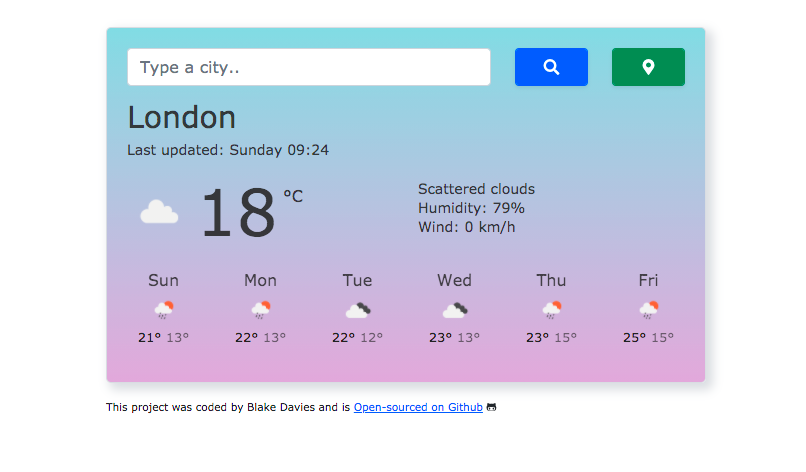 Type a city..
London
Last updated: Sunday 09:24
18 °C
Scattered clouds
Humidity: 79%
Wind: 0 km/h
Sun Mon Tue Wed Thu Fri
21° 13° 22° 13° 22° 12° 23° 13° 23° 15° 25° 15°
This project was coded by Blake Davies and is Open-sourced on Github